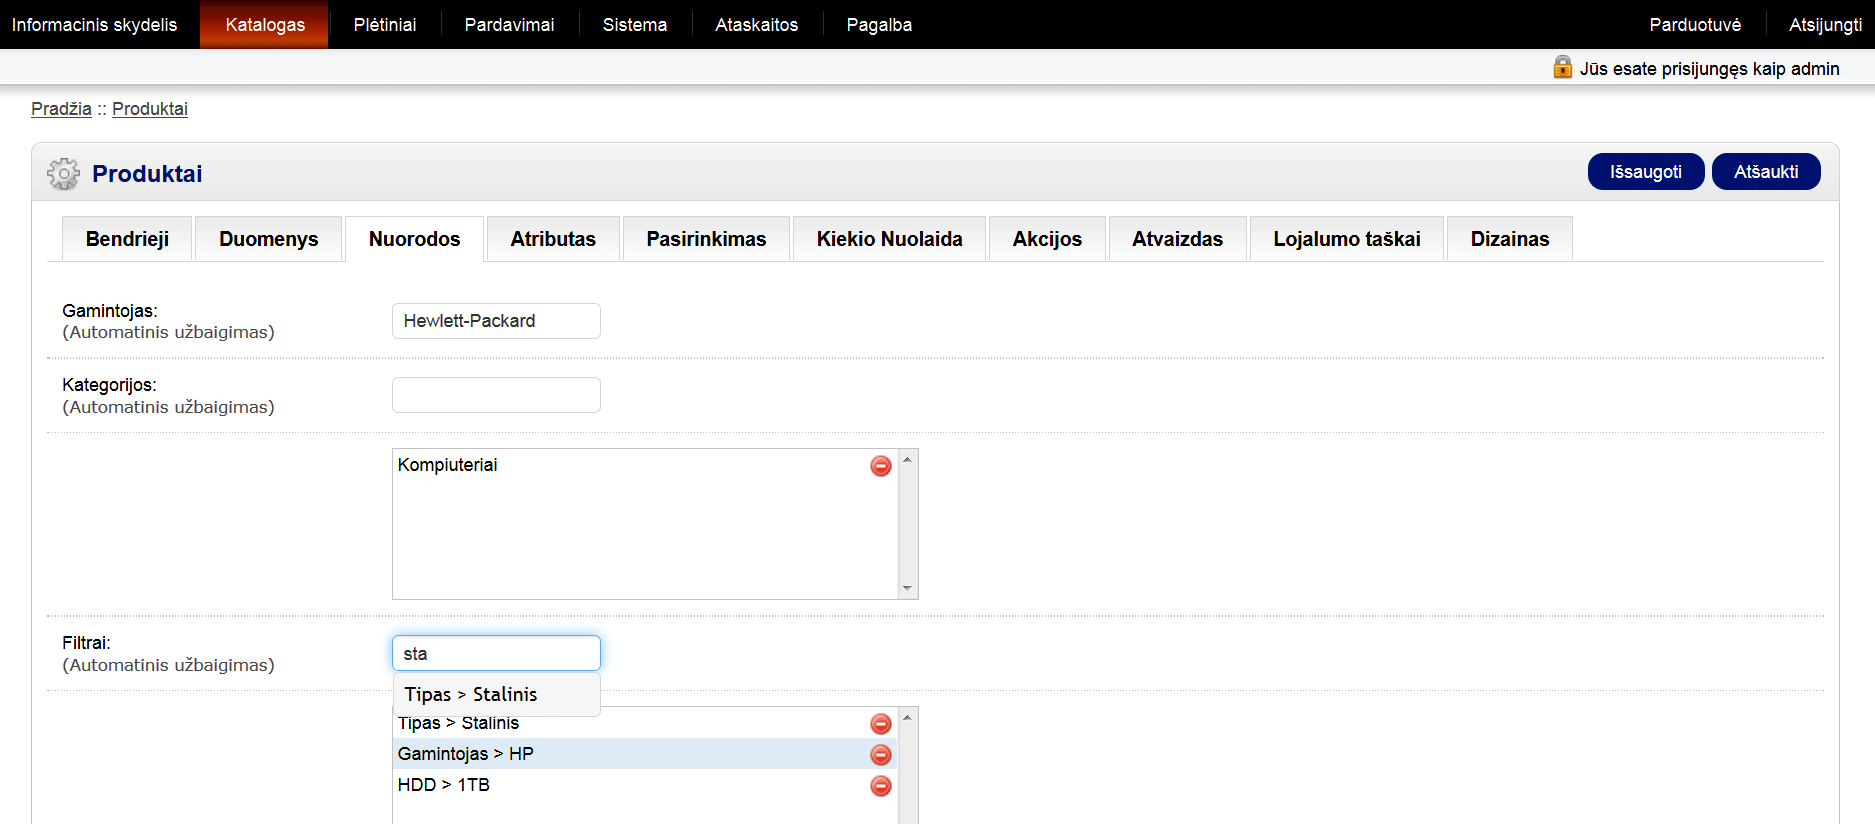 Informacinis skydelis Katalogas Plėtiniai Pardavimai Sistema Ataskaitos Pagalba Parduotuvė Atsijungti
Jūs esate prisijungęs kaip admin
Pradžia :: Produktai
Produktai Išsaugoti Atšaukti
Bendrieji Duomenys Nuorodos Atributas Pasirinkimas Kiekio Nuolaida Akcijos Atvaizdas Lojalumo taškai Dizainas
Gamintojas: Hewlett-Packard
(Automatinis užbaigimas)
Kategorijos:
(Automatinis užbaigimas)
Kompiuteriai
Filtrai: sta
(Automatinis užbaigimas)
Tipas > Stalinis
Tipas > Stalinis
Gamintojas > HP
HDD > 1TB